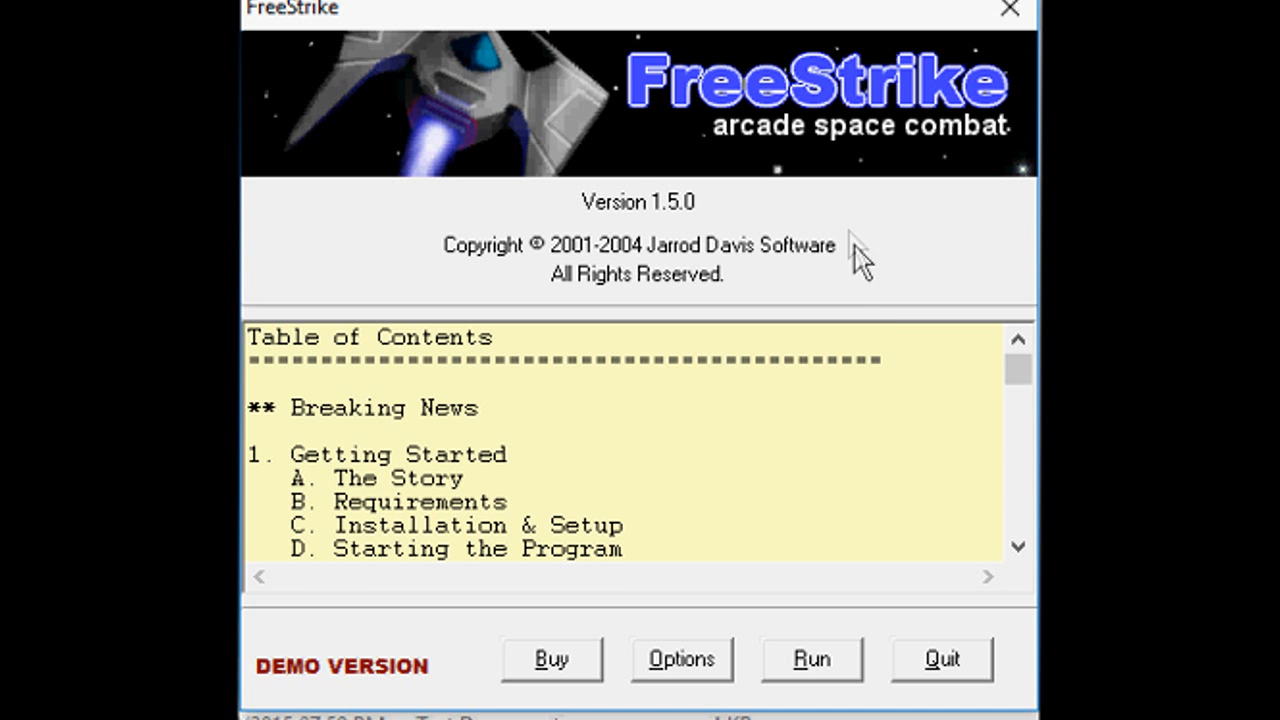 FreeStrike
FreeStrike
arcade space combat
Version 1.5.0
Copyright © 2001-2004 Jarrod Davis Software
All Rights Reserved.
Table of Contents
============================================
** Breaking News
1. Getting Started
A. The Story
B. Requirements
C. Installation & Setup
D. Starting the Program
DEMO VERSION
Buy
Options
Run
Quit